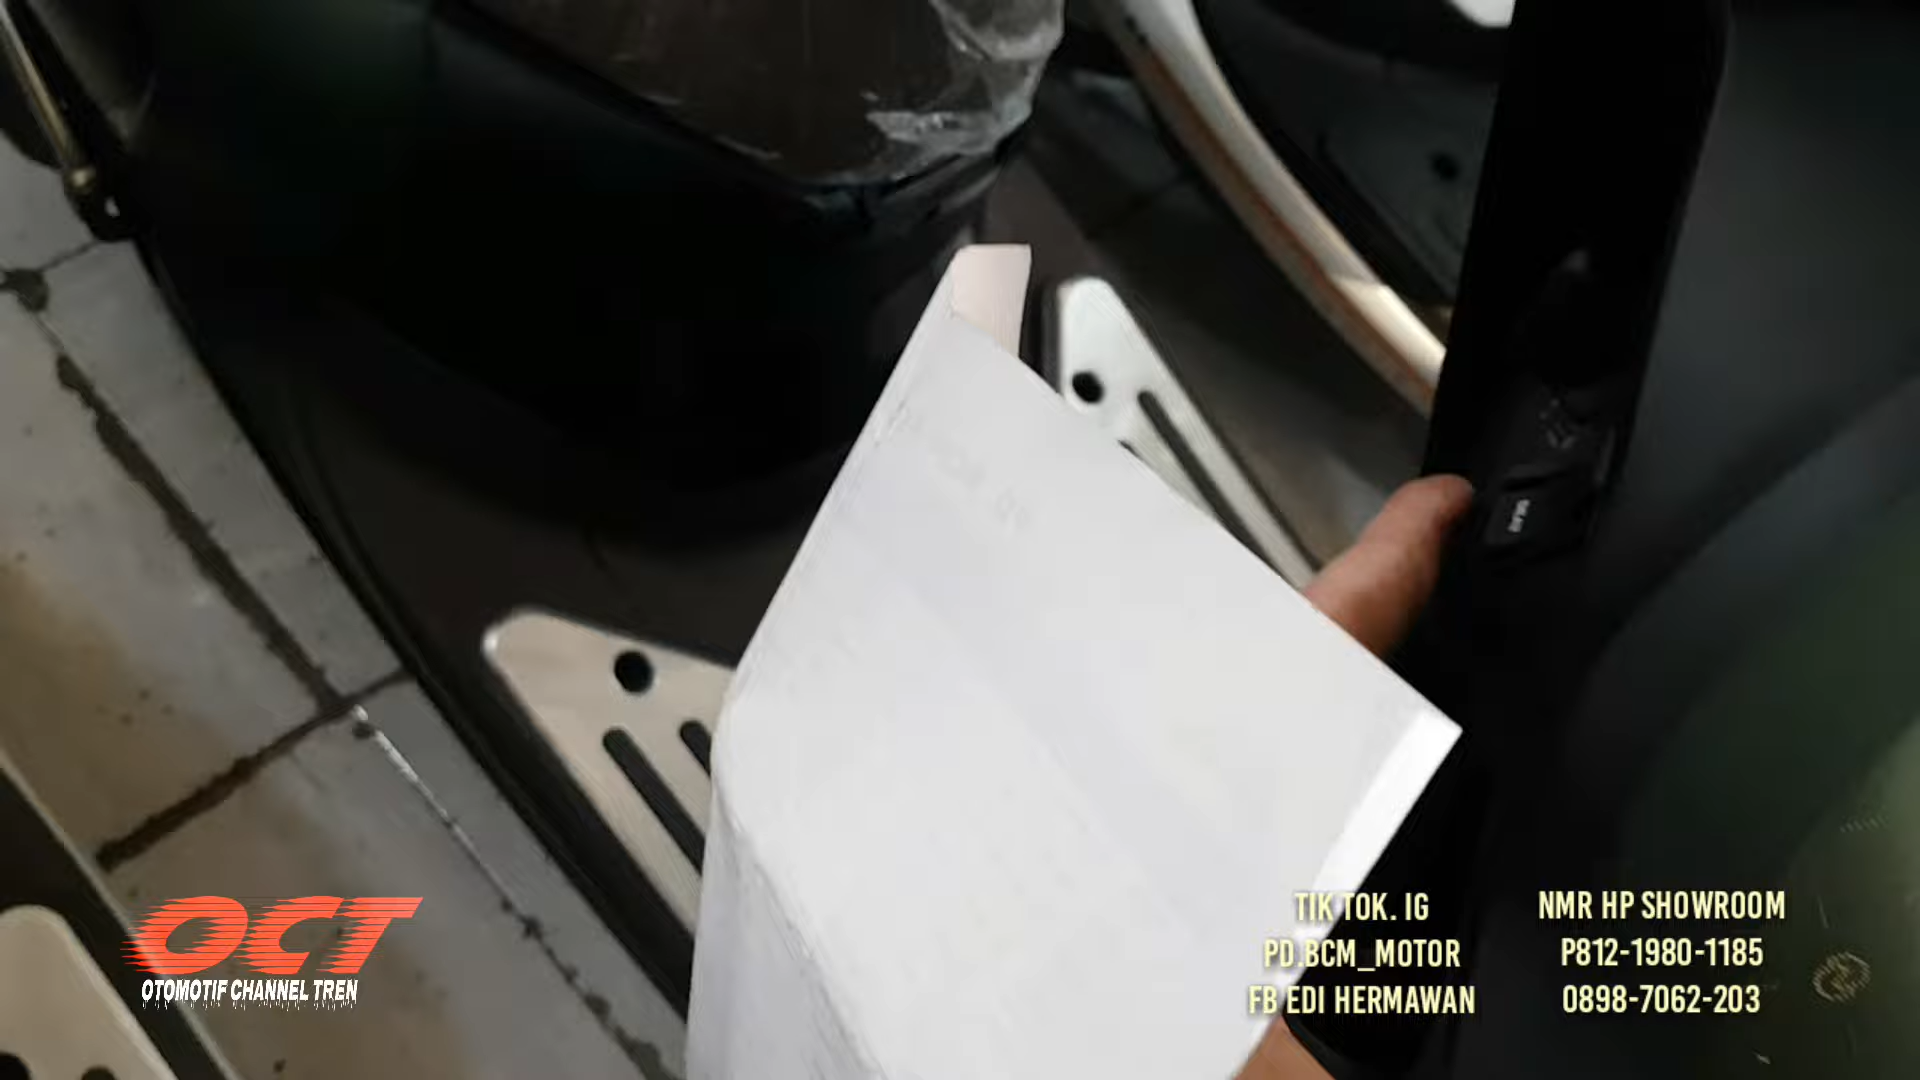 OCT
OTOMOTIF CHANNEL TREN
TIK TOK. IG
PD.BCM_MOTOR
FB EDI HERMAWAN
NMR HP SHOWROOM
P812-1980-1185
0898-7062-203